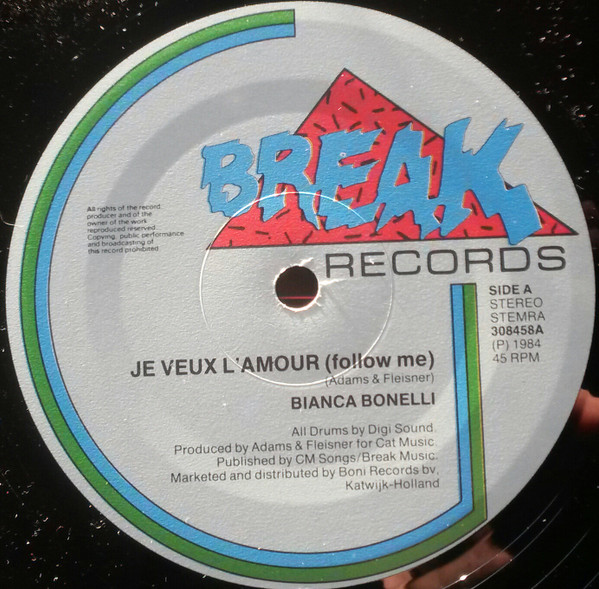 BREAK
RECORDS
All rights of the record
producer and of the
owner of the work
reproduced reserved.
Copying, public performance
and broadcasting of
this record prohibited.
SIDE A
STEREO
STEMRA
308458A
(P) 1984
45 RPM
JE VEUX L'AMOUR (follow me)
(Adams & Fleisner)
BIANCA BONELLI
All Drums by Digi Sound.
Produced by Adams & Fleisner for Cat Music.
Published by CM Songs/Break Music.
Marketed and distributed by Boni Records bv.
Katwijk-Holland